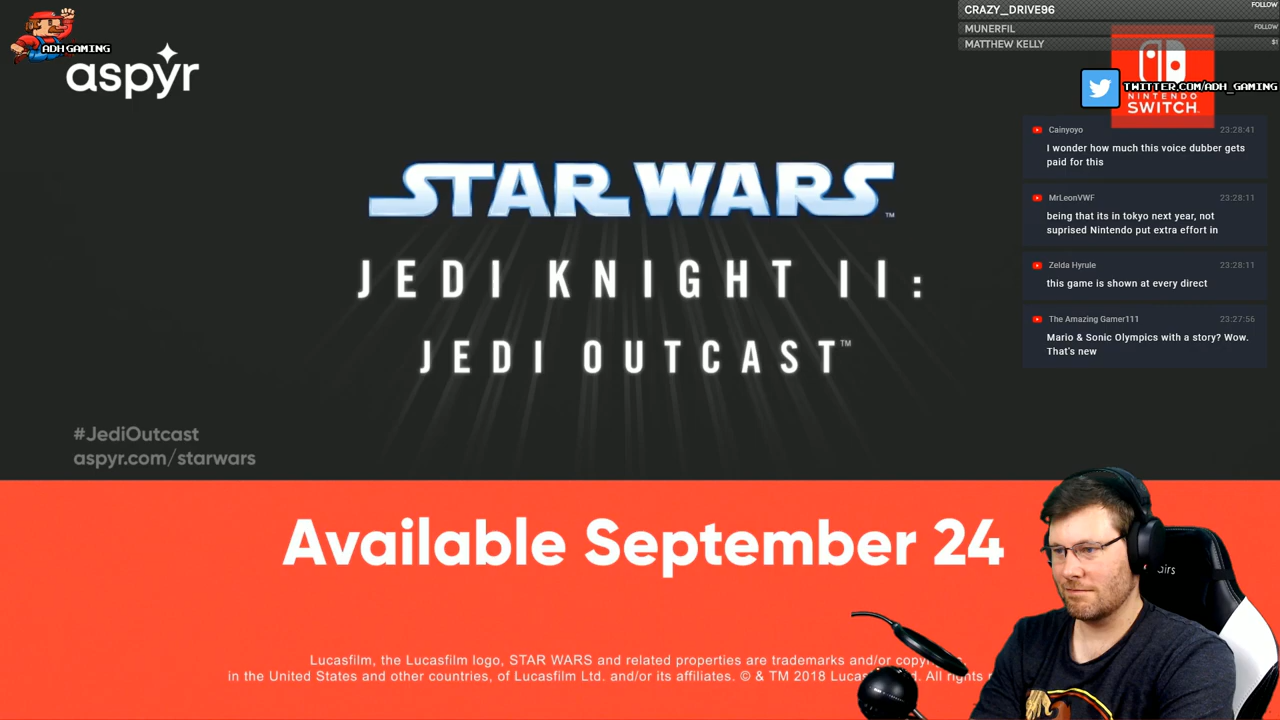 ADH GAMING
aspyr
CRAZY_DRIVE96 FOLLOW
MUNERFIL FOLLOW
MATTHEW KELLY
TWITTER.COM/ADH_GAMING
NINTENDO
SWITCH
STAR WARS™
JEDI KNIGHT II:
JEDI OUTCAST™
Cainyoyo 23:28:41
I wonder how much this voice dubber gets
paid for this
MrLeonVWF 23:28:11
being that its in tokyo next year, not
suprised Nintendo put extra effort in
Zelda Hyrule 23:28:11
this game is shown at every direct
The Amazing Gamer111 23:27:56
Mario & Sonic Olympics with a story? Wow.
That's new
#JediOutcast
aspyr.com/starwars
Available September 24
Lucasfilm, the Lucasfilm logo, STAR WARS and related properties are trademarks and/or
in the United States and other countries, of Lucasfilm Ltd. and/or its affiliates. © & TM 2018 All rights